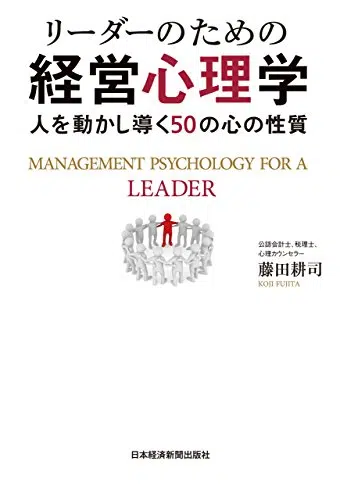 リーダーのための
経営心理学
人を動かし導く50の心の性質
MANAGEMENT PSYCHOLOGY FOR A
LEADER
公認会計士、税理士、
心理カウンセラー
藤田耕司
KOJI FUJITA
日本経済新聞出版社